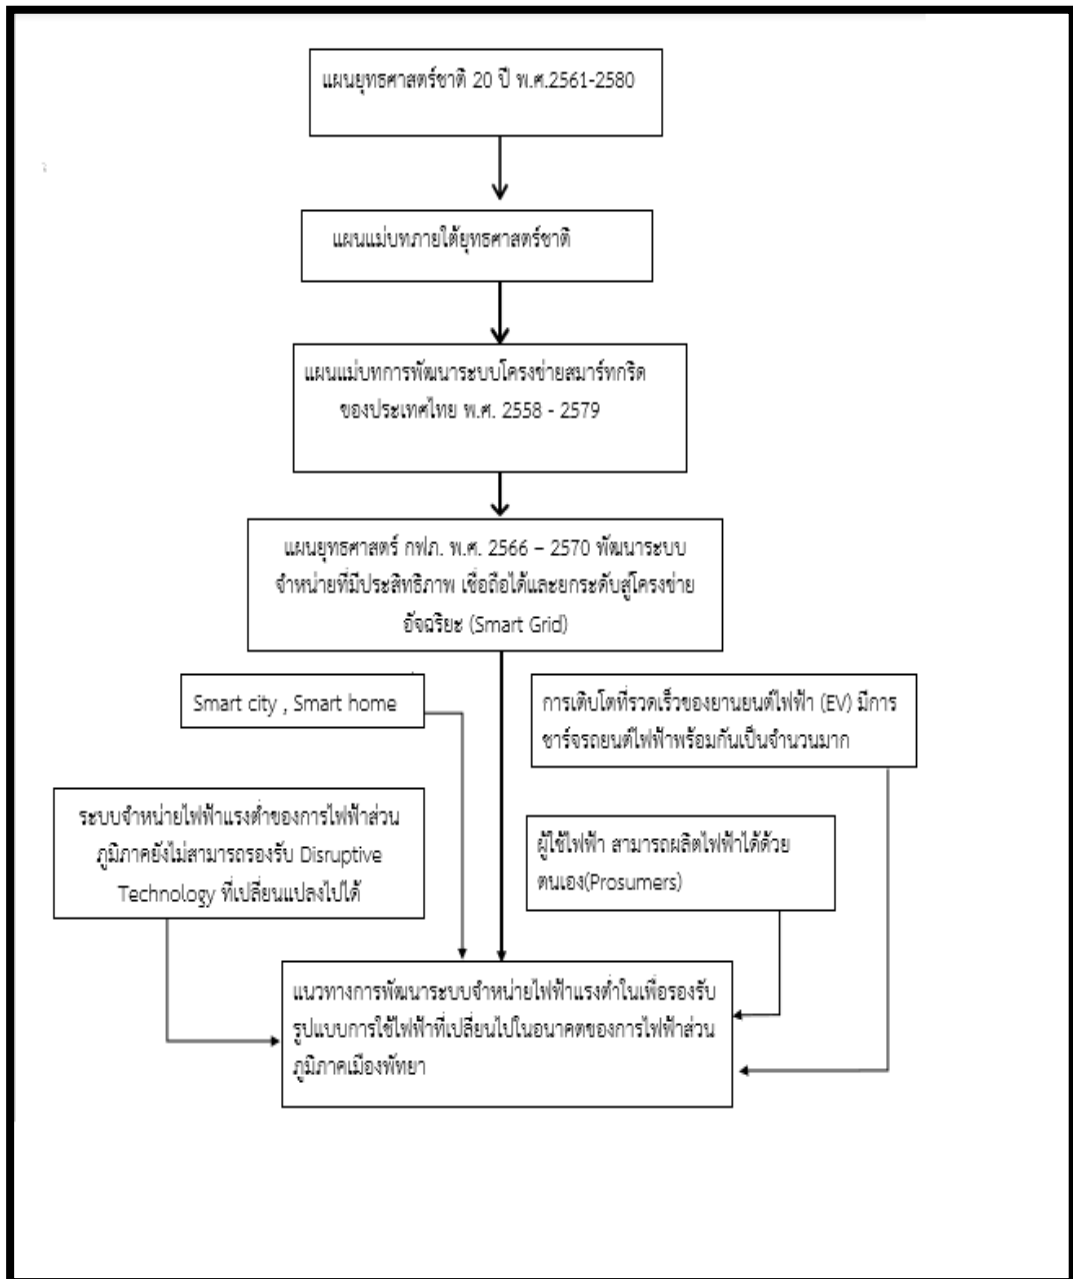 แผนยุทธศาสตร์ชาติ 20 ปี พ.ศ.2561-2580
แผนแม่บทภายใต้ยุทธศาสตร์ชาติ
แผนแม่บทการพัฒนาระบบโครงข่ายสมาร์ทกริด
ของประเทศไทย พ.ศ. 2558 - 2579
แผนยุทธศาสตร์ กฟภ. พ.ศ. 2566 – 2570 พัฒนาระบบ
จำหน่ายที่มีประสิทธิภาพ เชื่อถือได้และยกระดับสู่โครงข่าย
อัจฉริยะ (Smart Grid)
Smart city , Smart home
การเติบโตที่รวดเร็วของยานยนต์ไฟฟ้า (EV) มีการ
ชาร์จรถยนต์ไฟฟ้าพร้อมกันเป็นจำนวนมาก
ระบบจำหน่ายไฟฟ้าแรงต่ำของการไฟฟ้าส่วน
ภูมิภาคยังไม่สามารถรองรับ Disruptive
Technology ที่เปลี่ยนแปลงไปได้
ผู้ใช้ไฟฟ้า สามารถผลิตไฟฟ้าได้ด้วย
ตนเอง(Prosumers)
แนวทางการพัฒนาระบบจำหน่ายไฟฟ้าแรงต่ำในเพื่อรองรับ
รูปแบบการใช้ไฟฟ้าที่เปลี่ยนไปในอนาคตของการไฟฟ้าส่วน
ภูมิภาคเมืองพัทยา